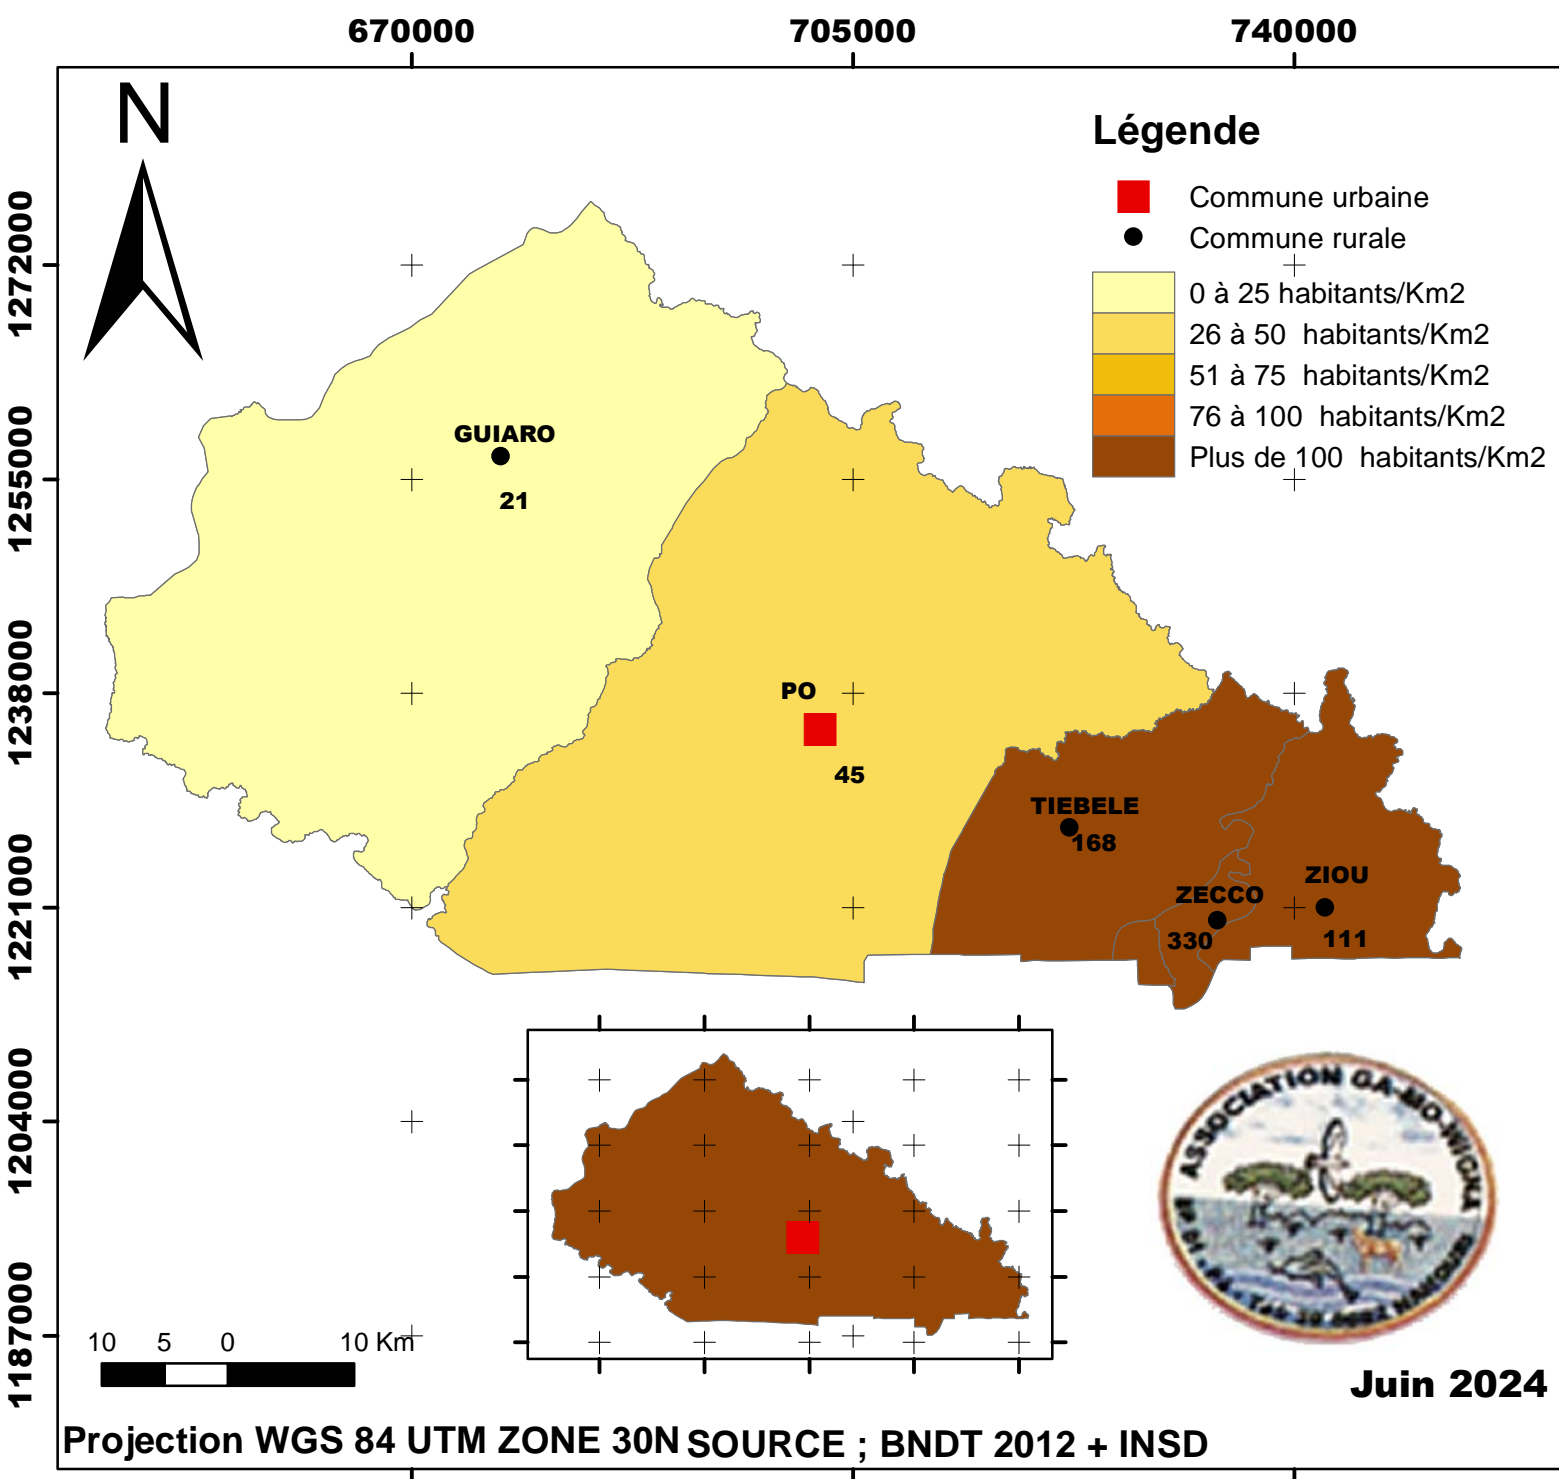 670000 705000 740000
N
Légende
Commune urbaine
Commune rurale
0 à 25 habitants/Km2
26 à 50 habitants/Km2
51 à 75 habitants/Km2
76 à 100 habitants/Km2
Plus de 100 habitants/Km2
1272000
1255000
1238000
1221000
1204000
1187000
GUIARO
21
PO
45
TIEBELE
168
ZECCO
330
ZIOU
111
ASSOCIATION GA-MO-WIGNA
10 5 0 10 Km
Juin 2024
Projection WGS 84 UTM ZONE 30N SOURCE ; BNDT 2012 + INSD